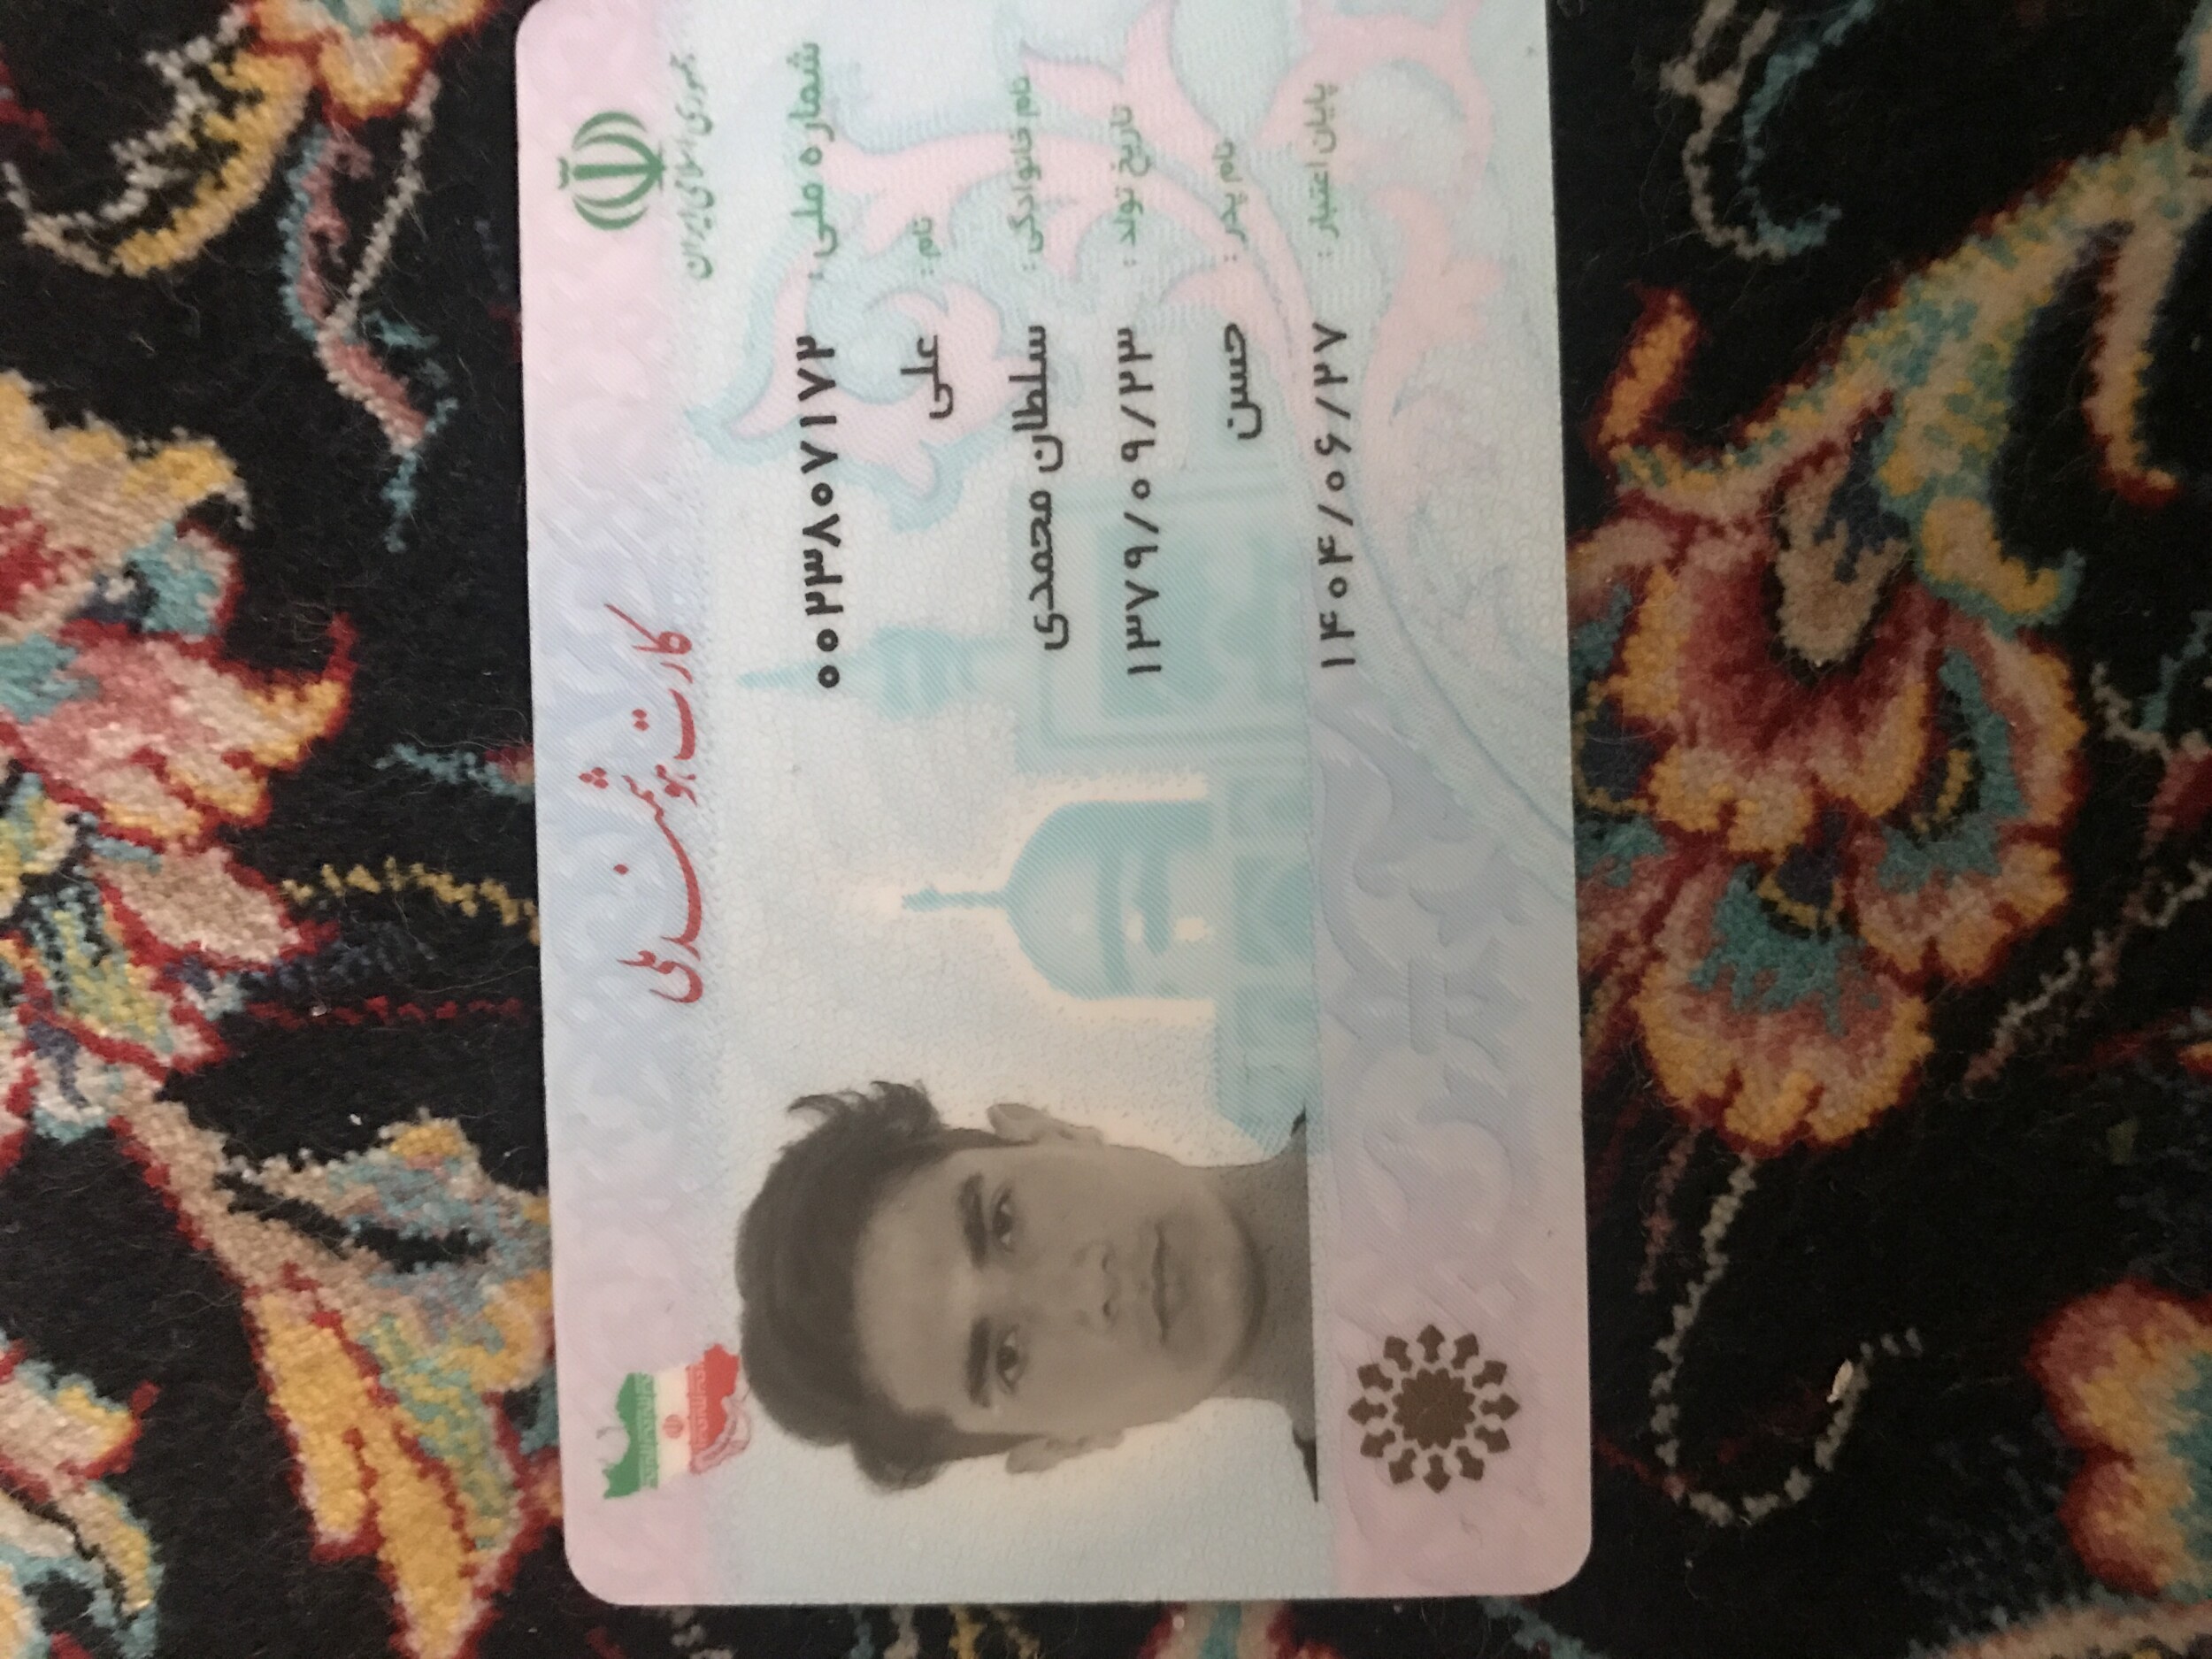 جمهوری اسلامی ایران
کارت هوشمند ملی
شماره ملی : ۰۰۲۳۸۰۷۱۷۲
نام : علی
نام خانوادگی : سلطان محمدی
تاریخ تولد : ۱۳۷۹/۰۹/۲۳
نام پدر : حسن
پایان اعتبار : ۱۴۰۴/۰۶/۲۷